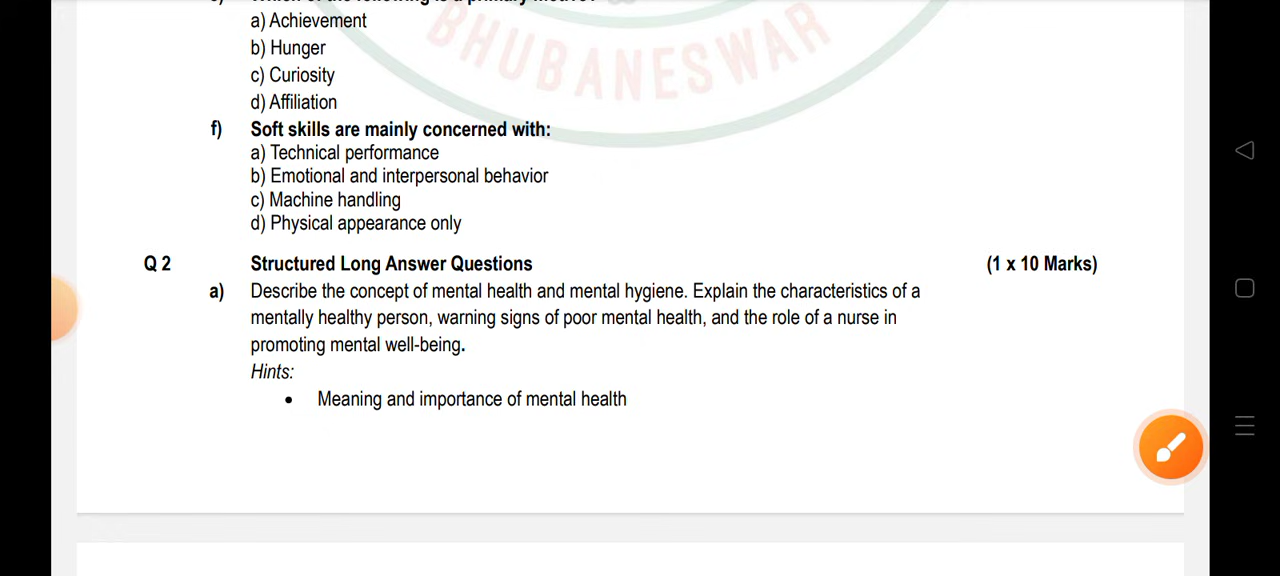 a) Achievement
b) Hunger
c) Curiosity
d) Affiliation
BHUBANESWAR
f) Soft skills are mainly concerned with:
a) Technical performance
b) Emotional and interpersonal behavior
c) Machine handling
d) Physical appearance only
Q 2 Structured Long Answer Questions (1 x 10 Marks)
a) Describe the concept of mental health and mental hygiene. Explain the characteristics of a
mentally healthy person, warning signs of poor mental health, and the role of a nurse in
promoting mental well-being.
Hints:
• Meaning and importance of mental health